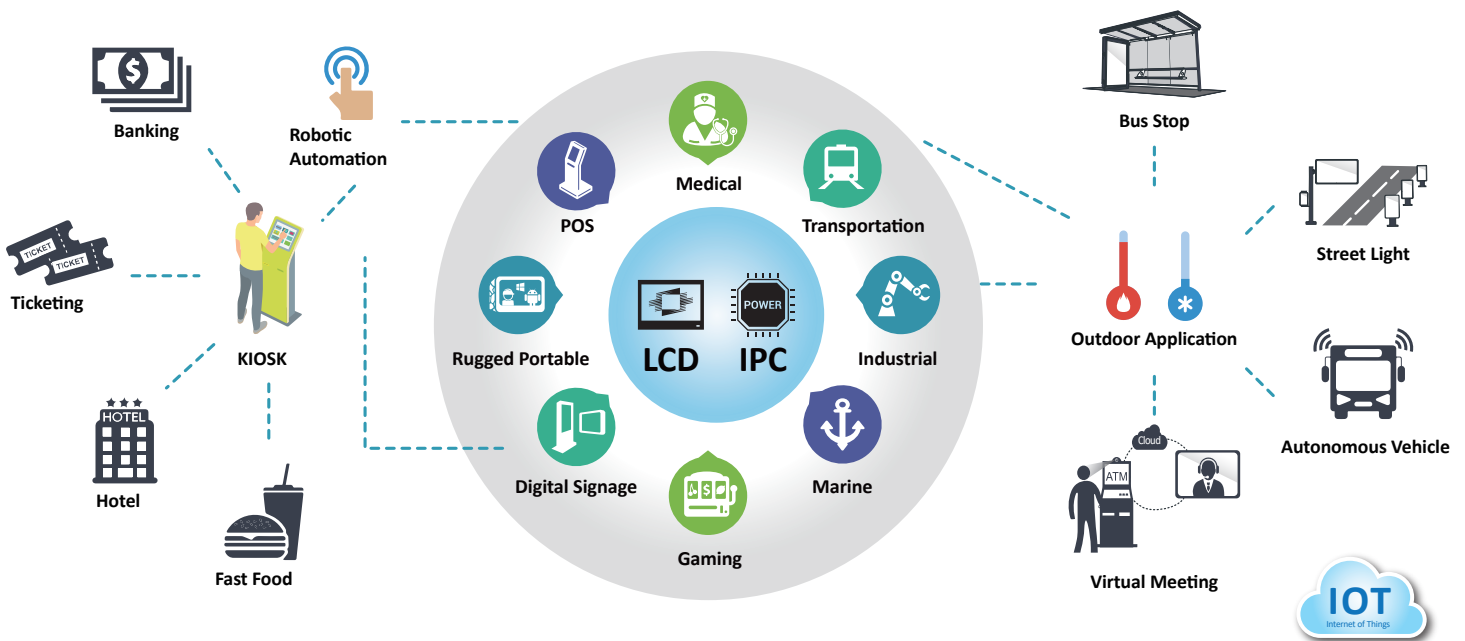 Banking
Robotic
Automation
TICKET
TICKET
Ticketing
KIOSK
HOTEL
Hotel
Fast Food
Medical
POS
Transportation
Rugged Portable
POWER
LCD
IPC
Industrial
Digital Signage
Marine
Gaming
Bus Stop
Street Light
Outdoor Application
Autonomous Vehicle
Cloud
ATM
Virtual Meeting
IOT
Internet of Things